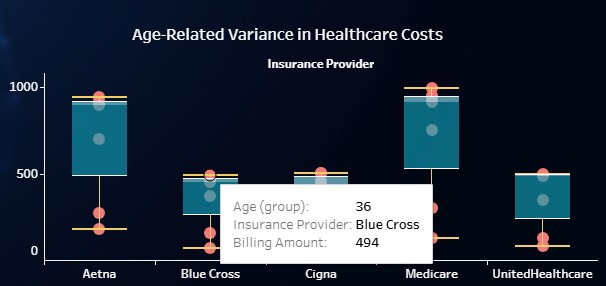 Age-Related Variance in Healthcare Costs
Insurance Provider
1000
500
0
Age (group): 36
Insurance Provider: Blue Cross
Billing Amount: 494
Aetna Blue Cross Cigna Medicare UnitedHealthcare